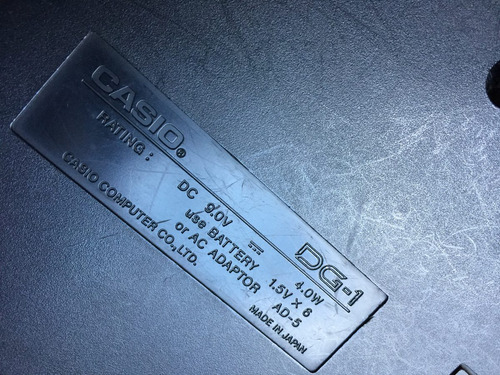 CASIO® DG-1
RATING : DC 9.0V ⎓ 4.0W
use BATTERY 1.5V × 6
or AC ADAPTOR AD-5
CASIO COMPUTER CO.,LTD. MADE IN JAPAN